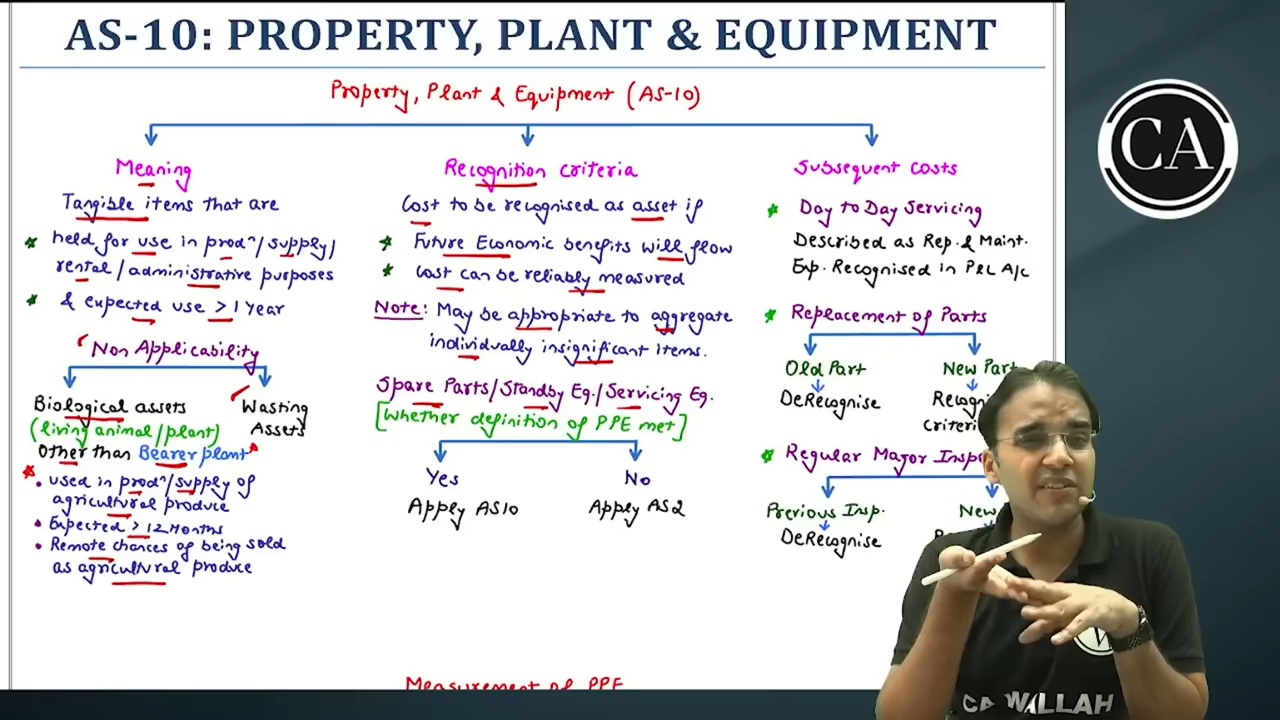 AS-10: PROPERTY, PLANT & EQUIPMENT
Property, Plant & Equipment (AS-10)
Meaning
Tangible items that are
held for use in prodⁿ/supply/
rental/administrative purposes
& expected use > 1 Year
Non Applicability
Biological assets
(living animal/plant)
Other than Bearer plant
Wasting
Assets
• used in prodⁿ/supply of
agricultural produce
• Expected > 12 Months
• Remote chances of being sold
as agricultural produce
Recognition criteria
Cost to be recognised as asset if
Future Economic benefits will flow
Cost can be reliably measured
Note: May be appropriate to aggregate
individually insignificant items.
Spare Parts/Standby Eq./Servicing Eq.
[Whether definition of PPE met]
Yes
No
Apply AS10
Apply AS2
Subsequent costs
Day to Day Servicing
Described as Rep. & Maint.
Exp. Recognised in P&L A/c
Replacement of Parts
Old Part
New Part
DeRecognise
criteria
Regular Major Insp
Previous Insp.
New
DeRecognise
Measurement of PPE
CA
CA WALLAH